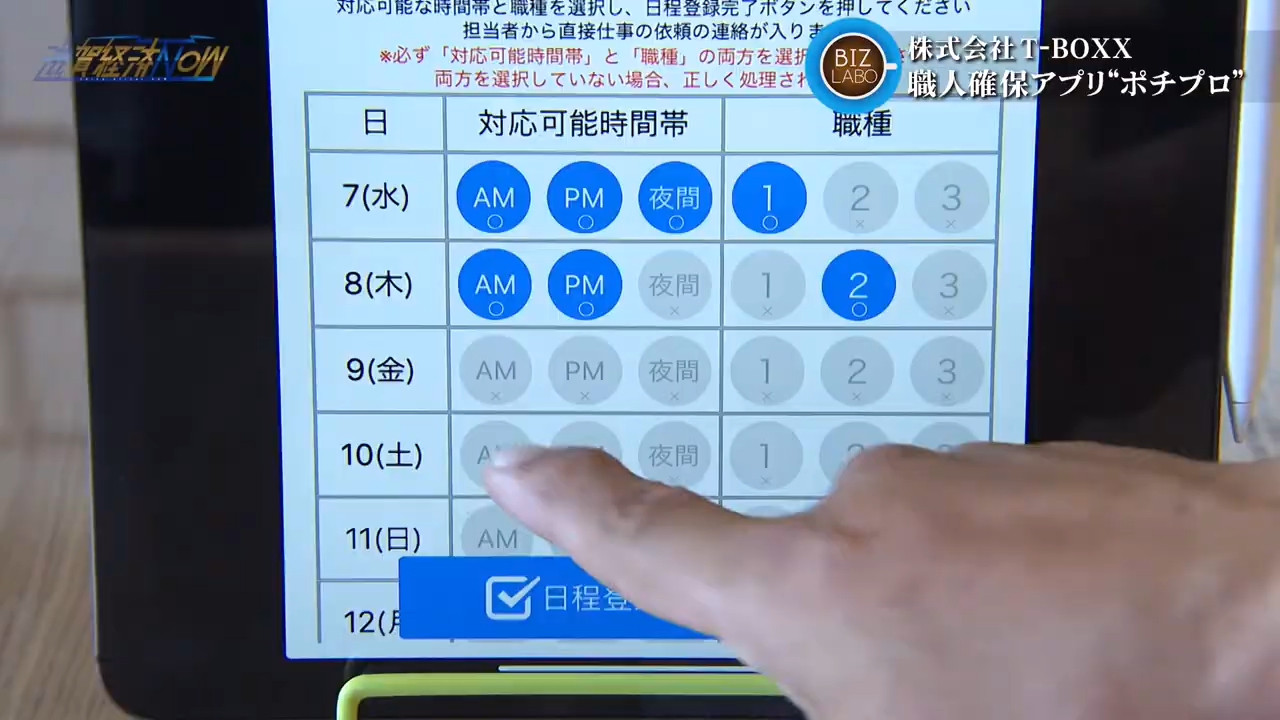 対応可能な時間帯と職種を選択し、日程登録完了ボタンを押してください
担当者から直接仕事の依頼の連絡が入りま
※必ず「対応可能時間帯」と「職種」の両方を選択
両方を選択していない場合、正しく処理され
滋賀経済NOW
BIZ LABO
株式会社T-BOXX
職人確保アプリ“ポチプロ”
日 対応可能時間帯 職種
7(水) AM○ PM○ 夜間○ 1○ 2× 3×
8(木) AM○ PM○ 夜間× 1× 2○ 3×
9(金) AM× PM× 夜間× 1× 2× 3×
10(土) 夜間× 1×
11(日) AM
12(月
日程登